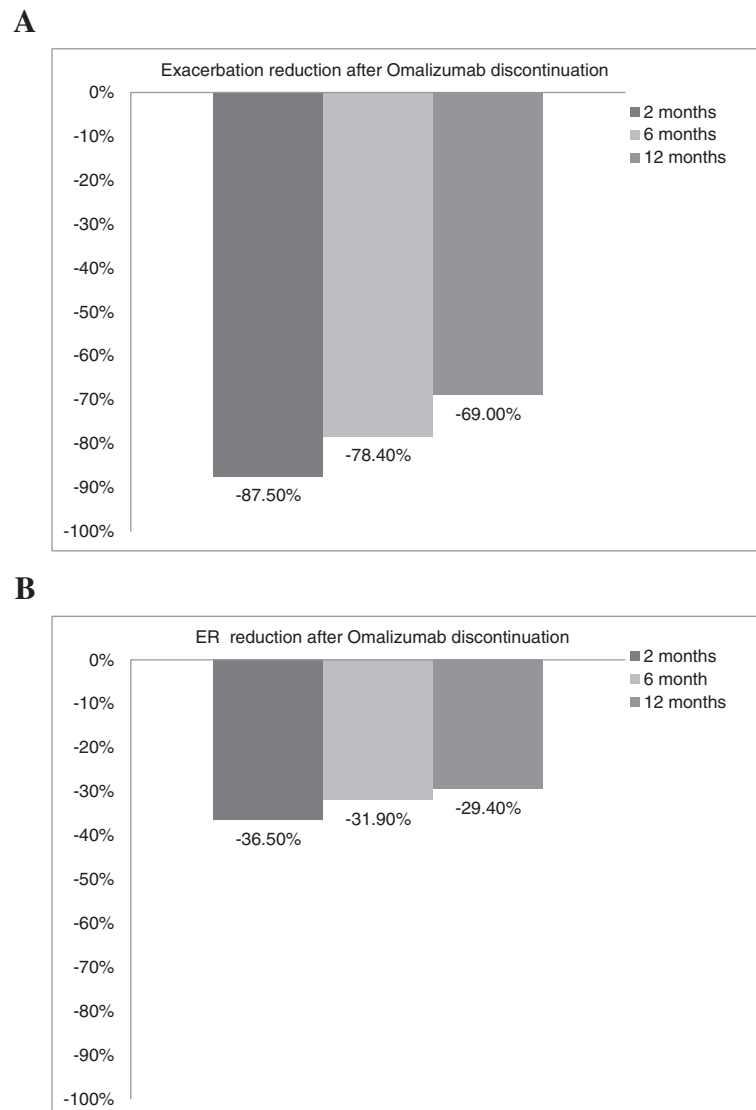 A
Exacerbation reduction after Omalizumab discontinuation
0%
-10%
-20%
-30%
-40%
-50%
-60%
-70%
-80%
-90%
-100%
2 months
6 months
12 months
-87.50%
-78.40%
-69.00%
B
ER reduction after Omalizumab discontinuation
0%
-10%
-20%
-30%
-40%
-50%
-60%
-70%
-80%
-90%
-100%
2 months
6 month
12 months
-36.50%
-31.90%
-29.40%